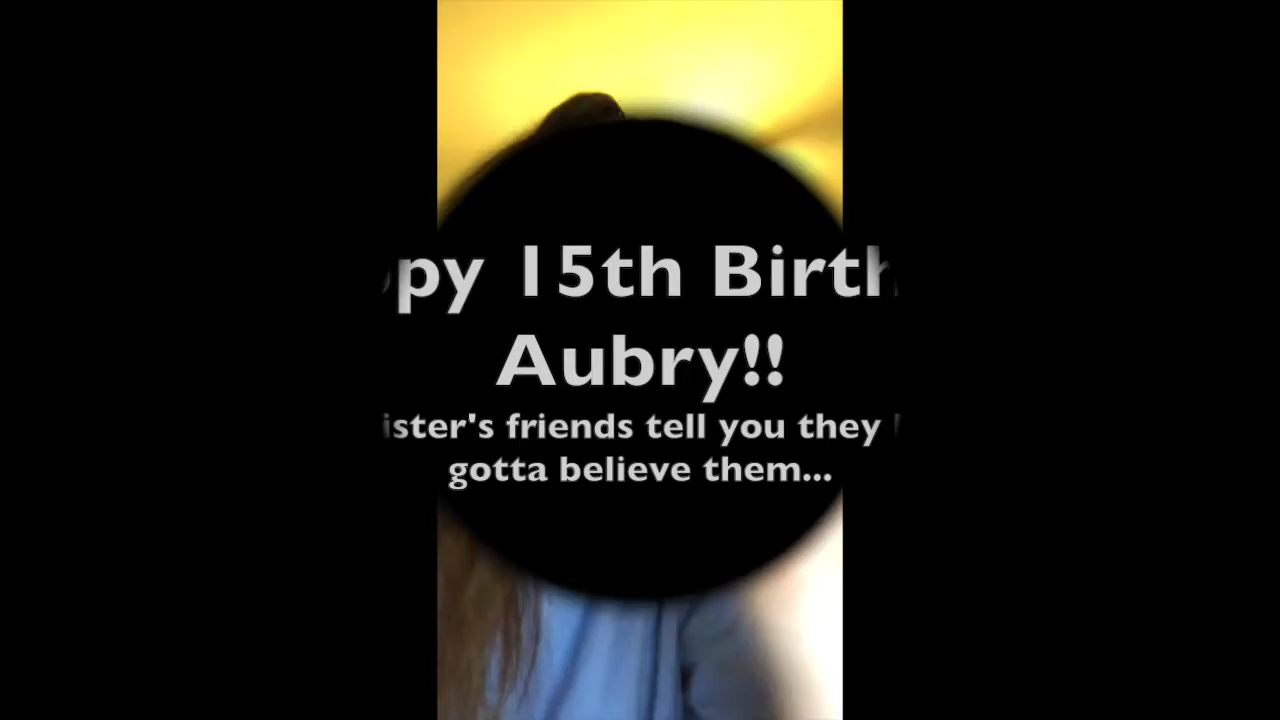 py 15th Birth
Aubry!!
ister's friends tell you they
gotta believe them...